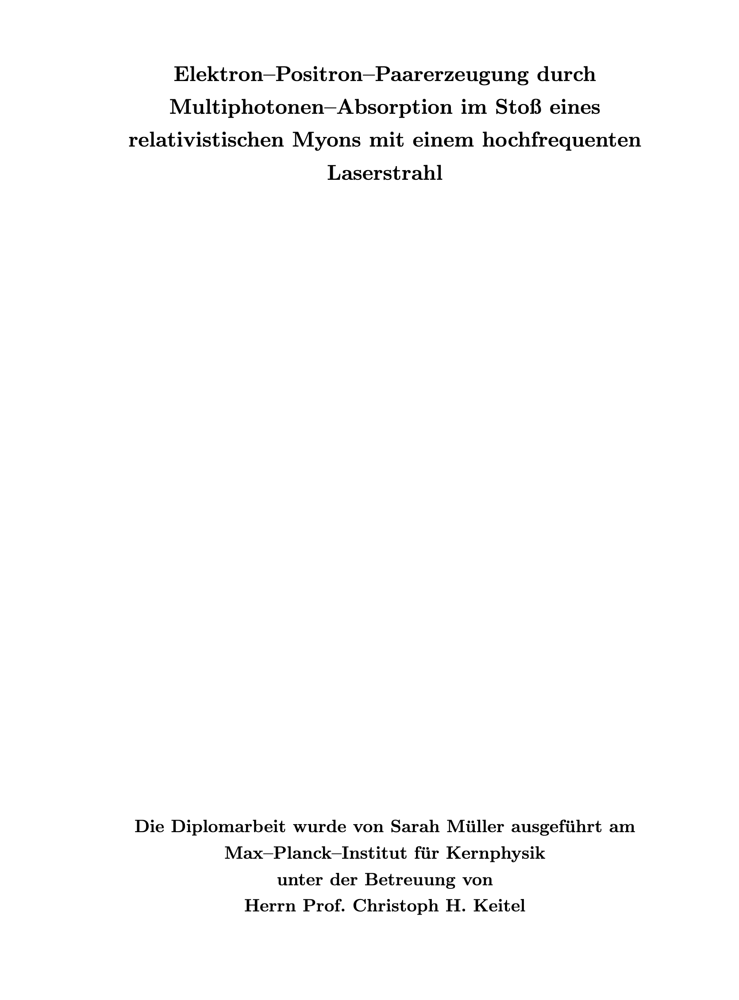 Elektron–Positron–Paarerzeugung durch
Multiphotonen–Absorption im Stoß eines
relativistischen Myons mit einem hochfrequenten
Laserstrahl
Die Diplomarbeit wurde von Sarah Müller ausgeführt am
Max–Planck–Institut für Kernphysik
unter der Betreuung von
Herrn Prof. Christoph H. Keitel